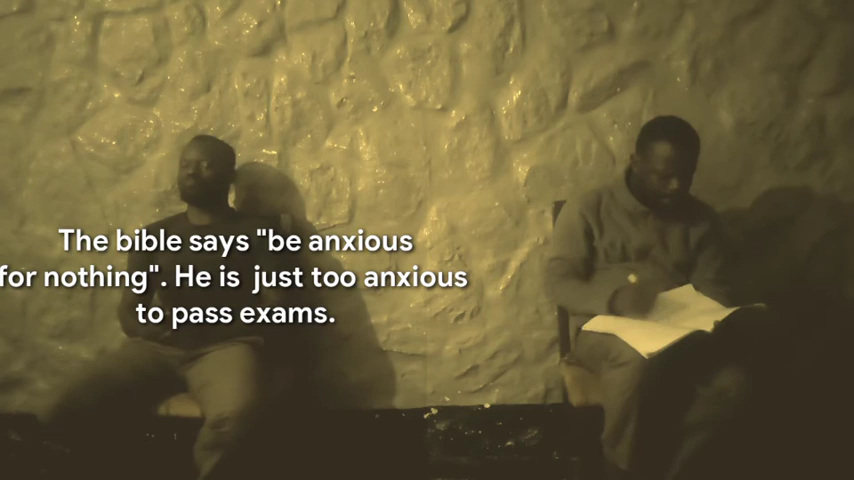 The bible says "be anxious
for nothing". He is  just too anxious
to pass exams.